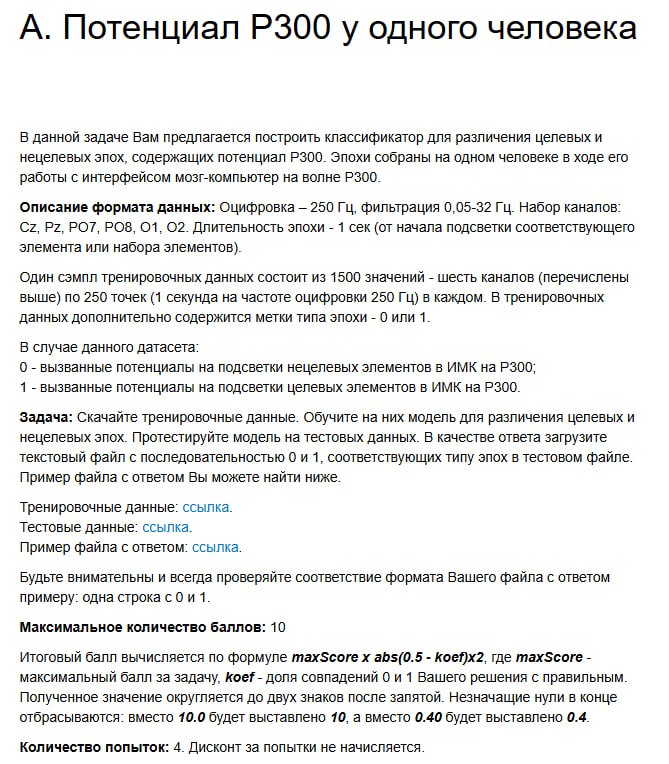 А. Потенциал P300 у одного человека
В данной задаче Вам предлагается построить классификатор для различения целевых и
нецелевых эпох, содержащих потенциал P300. Эпохи собраны на одном человеке в ходе его
работы с интерфейсом мозг-компьютер на волне P300.
Описание формата данных: Оцифровка – 250 Гц, фильтрация 0,05-32 Гц. Набор каналов:
Cz, Pz, PO7, PO8, O1, O2. Длительность эпохи - 1 сек (от начала подсветки соответствующего
элемента или набора элементов).
Один сэмпл тренировочных данных состоит из 1500 значений - шесть каналов (перечислены
выше) по 250 точек (1 секунда на частоте оцифровки 250 Гц) в каждом. В тренировочных
данных дополнительно содержится метки типа эпохи - 0 или 1.
В случае данного датасета:
0 - вызванные потенциалы на подсветки нецелевых элементов в ИМК на P300;
1 - вызванные потенциалы на подсветки целевых элементов в ИМК на P300.
Задача: Скачайте тренировочные данные. Обучите на них модель для различения целевых и
нецелевых эпох. Протестируйте модель на тестовых данных. В качестве ответа загрузите
текстовый файл с последовательностью 0 и 1, соответствующих типу эпох в тестовом файле.
Пример файла с ответом Вы можете найти ниже.
Тренировочные данные: ссылка.
Тестовые данные: ссылка.
Пример файла с ответом: ссылка.
Будьте внимательны и всегда проверяйте соответствие формата Вашего файла с ответом
примеру: одна строка с 0 и 1.
Максимальное количество баллов: 10
Итоговый балл вычисляется по формуле maxScore x abs(0.5 - koef)x2, где maxScore -
максимальный балл за задачу, koef - доля совпадений 0 и 1 Вашего решения с правильным.
Полученное значение округляется до двух знаков после запятой. Незначащие нули в конце
отбрасываются: вместо 10.0 будет выставлено 10, а вместо 0.40 будет выставлено 0.4.
Количество попыток: 4. Дисконт за попытки не начисляется.